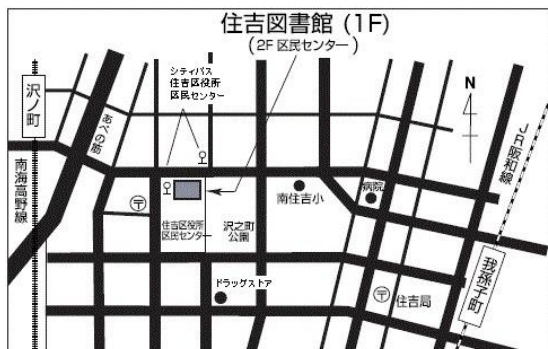 住吉図書館 (1F)
(2F 区民センター)
シティバス
住吉区役所
区民センター
N
沢ノ町
あべの筋
JR阪和線
南海高野線
病院
南住吉小
〒
住吉区役所
区民センター
沢之町
公園
我孫子町
ドラッグストア
〒
住吉局